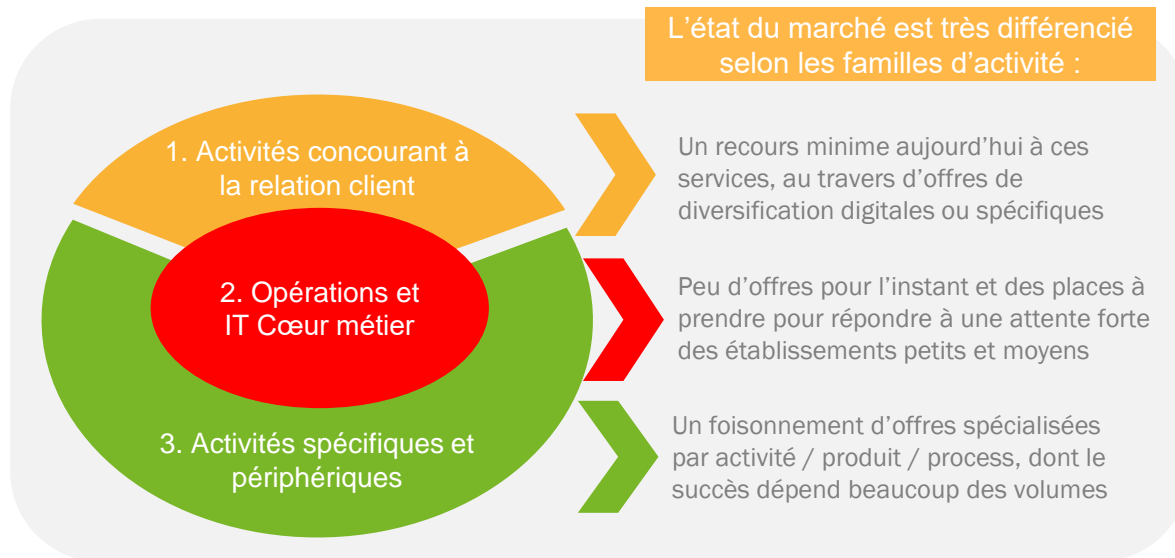 L’état du marché est très différencié
selon les familles d’activité :
1. Activités concourant à
la relation client
Un recours minime aujourd’hui à ces
services, au travers d’offres de
diversification digitales ou spécifiques
2. Opérations et
IT Cœur métier
Peu d’offres pour l’instant et des places à
prendre pour répondre à une attente forte
des établissements petits et moyens
3. Activités spécifiques et
périphériques
Un foisonnement d’offres spécialisées
par activité / produit / process, dont le
succès dépend beaucoup des volumes